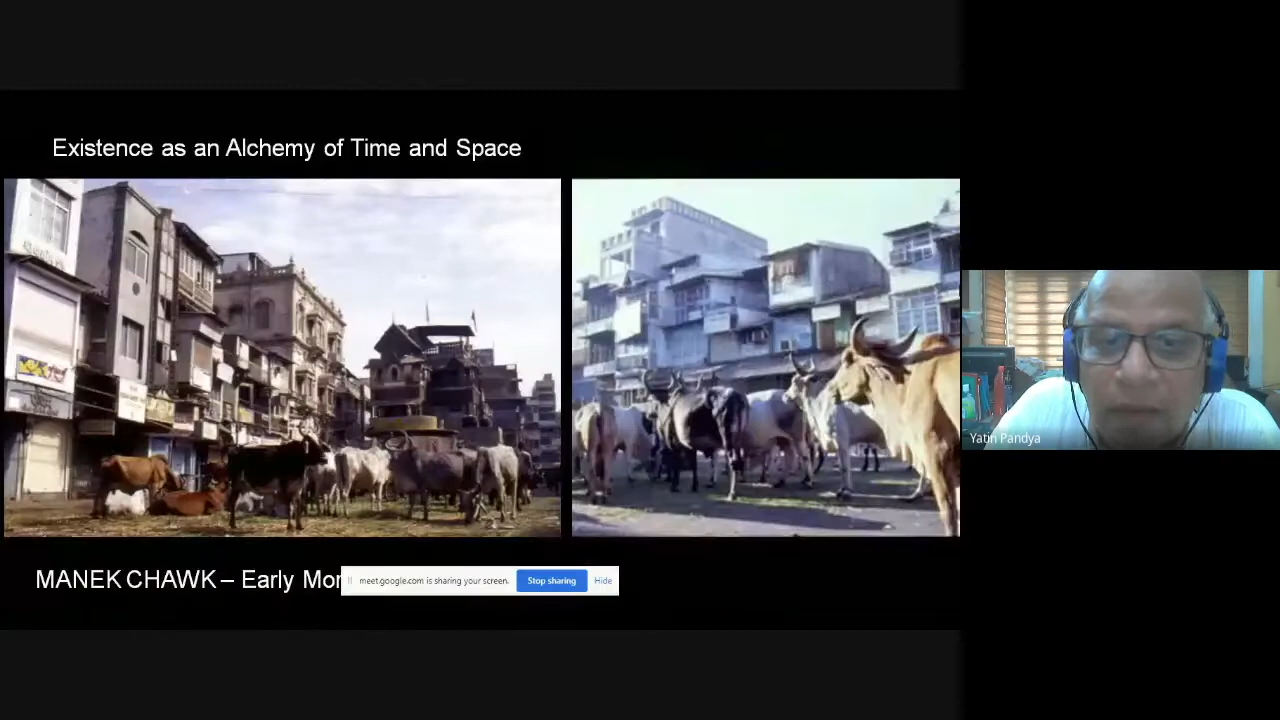 Existence as an Alchemy of Time and Space
MANEK CHAWK – Early Mor
meet.google.com is sharing your screen.
Stop sharing
Hide
Yatin Pandya